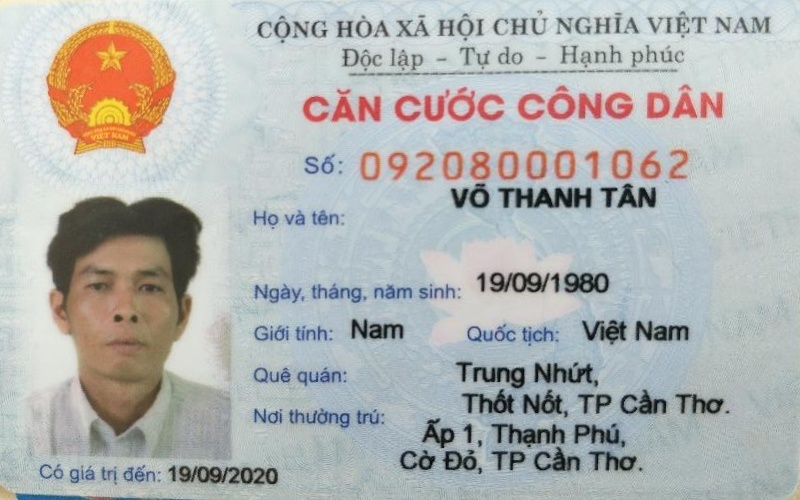 CỘNG HÒA XÃ HỘI CHỦ NGHĨA VIỆT NAM
Độc lập - Tự do - Hạnh phúc
CĂN CƯỚC CÔNG DÂN
Số: 092080001062
VÕ THANH TÂN
Họ và tên:
Ngày, tháng, năm sinh: 19/09/1980
Giới tính: Nam Quốc tịch: Việt Nam
Quê quán: Trung Nhứt,
Thốt Nốt, TP Cần Thơ.
Nơi thường trú: Ấp 1, Thạnh Phú,
Cờ Đỏ, TP Cần Thơ.
Có giá trị đến: 19/09/2020